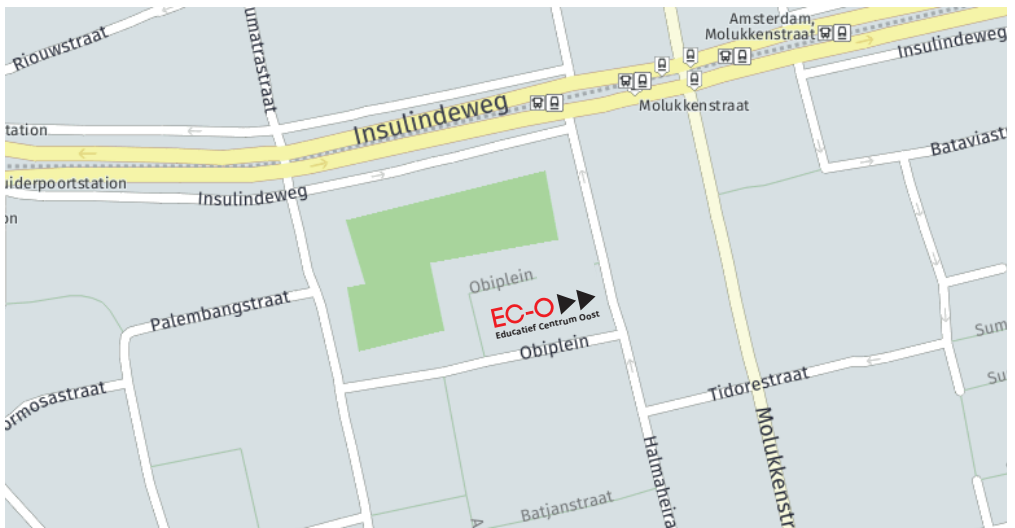 Riouwstraat
umatrastraat
Amsterdam,
Molukkenstraat
Insulindeweg
Insulindeweg
Molukkenstraat
tation
Bataviastr
uiderpoortstation
Insulindeweg
on
Obiplein
EC-O
Educatief Centrum Oost
Palembangstraat
Obiplein
Sum
Su
Tidorestraat
ormosastraat
Molukkenstr
Halmaheira
Batjanstraat
A